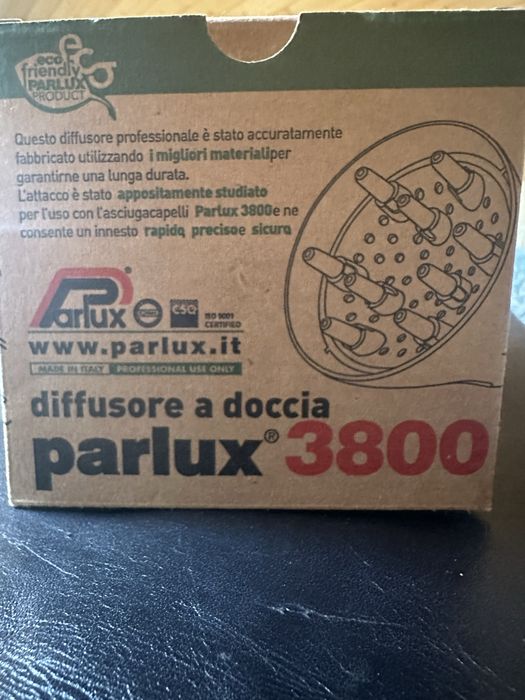 eco
friendly
PARLUX
PRODUCT
Questo diffusore professionale è stato accuratamente
fabbricato utilizzando i migliori materialiper
garantirne una lunga durata.
L'attacco è stato appositamente studiato
per l'uso con l'asciugacapelli Parlux 3800e ne
consente un innesto rapido, precisoe sicuro
Parlux® CSQ ISO 9001
CERTIFIED
www.parlux.it
MADE IN ITALY PROFESSIONAL USE ONLY
diffusore a doccia
parlux® 3800